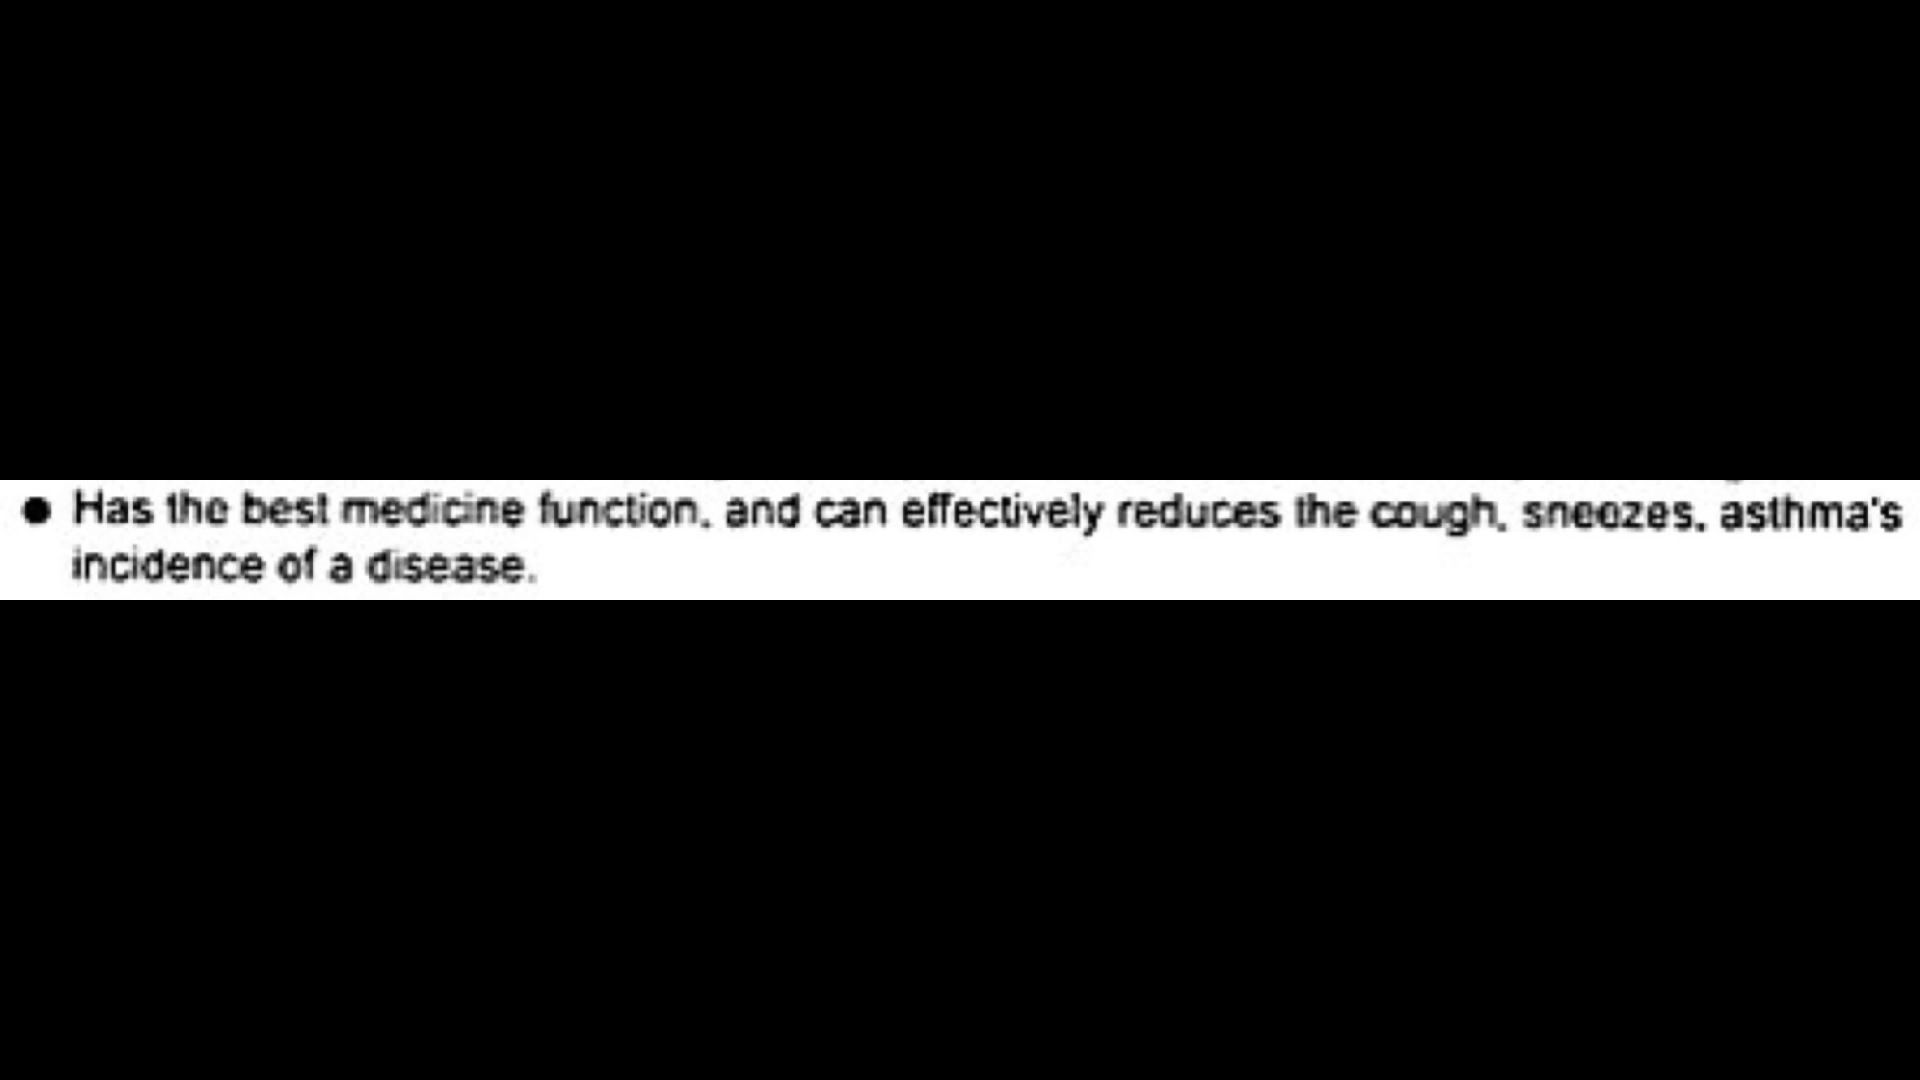 ● Has the best medicine function, and can effectively reduces the cough, sneezes, asthma's
incidence of a disease.